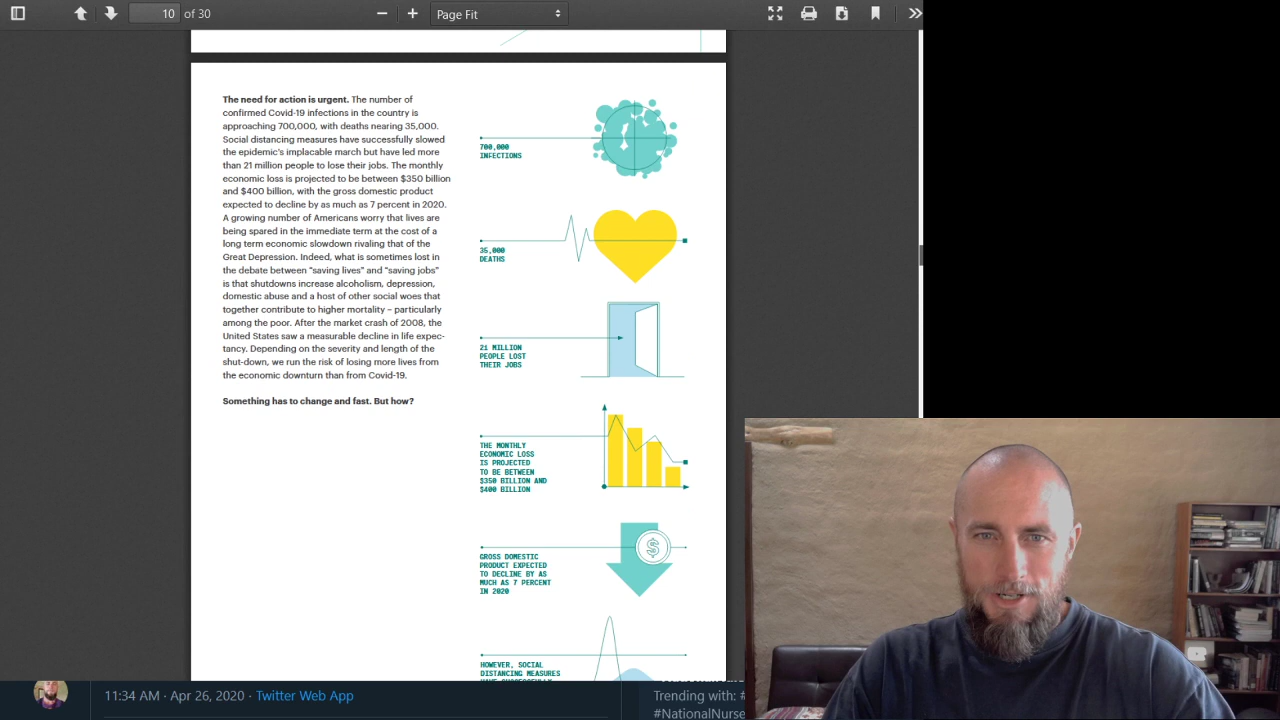 10 of 30
Page Fit
The need for action is urgent. The number of
confirmed Covid-19 infections in the country is
approaching 700,000, with deaths nearing 35,000.
Social distancing measures have successfully slowed
the epidemic's implacable march but have led more
than 21 million people to lose their jobs. The monthly
economic loss is projected to be between $350 billion
and $400 billion, with the gross domestic product
expected to decline by as much as 7 percent in 2020.
A growing number of Americans worry that lives are
being spared in the immediate term at the cost of a
long term economic slowdown rivaling that of the
Great Depression. Indeed, what is sometimes lost in
the debate between "saving lives" and "saving jobs"
is that shutdowns increase alcoholism, depression,
domestic abuse and a host of other social woes that
together contribute to higher mortality – particularly
among the poor. After the market crash of 2008, the
United States saw a measurable decline in life expec-
tancy. Depending on the severity and length of the
shut-down, we run the risk of losing more lives from
the economic downturn than from Covid-19.
Something has to change and fast. But how?
700,000
INFECTIONS
35,000
DEATHS
21 MILLION
PEOPLE LOST
THEIR JOBS
THE MONTHLY
ECONOMIC LOSS
IS PROJECTED
TO BE BETWEEN
$350 BILLION AND
$400 BILLION
$
GROSS DOMESTIC
PRODUCT EXPECTED
TO DECLINE BY AS
MUCH AS 7 PERCENT
IN 2020
HOWEVER, SOCIAL
DISTANCING MEASURES
11:34 AM · Apr 26, 2020 · Twitter Web App
Trending with: #
#NationalNurse